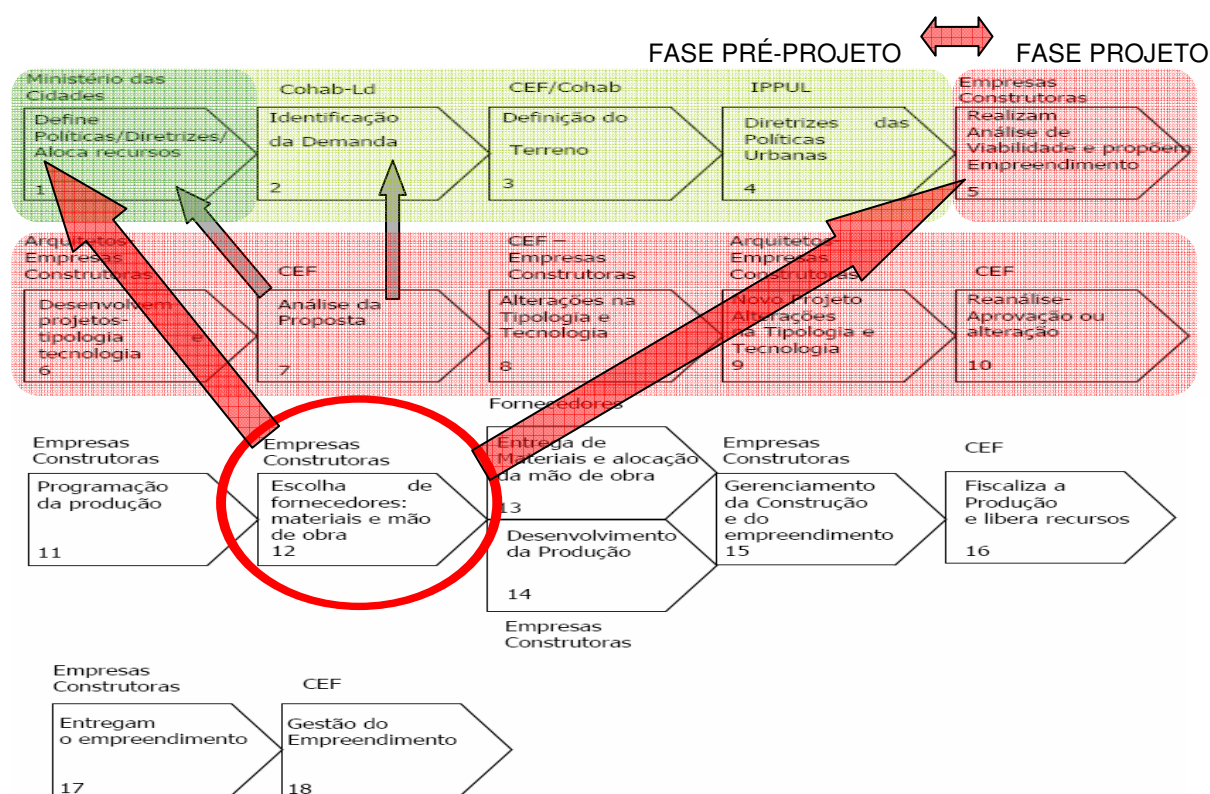 FASE PRÉ-PROJETO FASE PROJETO
Ministério das
Cidades
Define
Políticas/Diretrizes/
Aloca recursos
1
Cohab-Ld
Identificação
da Demanda
2
CEF/Cohab
Definição do
Terreno
3
IPPUL
Diretrizes das
Políticas
Urbanas
4
Empresas
Construtoras
Realizam
Análise de
Viabilidade e propõem
Empreendimento
5
Arquitetos
Empresas
Construtoras
Desenvolvem
projetos-
tipologia e
tecnologia
6
CEF
Análise da
Proposta
7
CEF –
Empresas
Construtoras
Alterações na
Tipologia e
Tecnologia
8
Arquitetos
Empresas
Construtoras
Novo Projeto
Alterações
na Tipologia e
Tecnologia
9
CEF
Reanálise-
Aprovação ou
alteração
10
Empresas
Construtoras
Programação
da produção
11
Empresas
Construtoras
Escolha de
fornecedores:
materiais e mão
de obra
12
Fornecedores
Entrega de
Materiais e alocação
da mão de obra
13
Desenvolvimento
da Produção
14
Empresas
Construtoras
Empresas
Construtoras
Gerenciamento
da Construção
e do
empreendimento
15
CEF
Fiscaliza a
Produção
e libera recursos
16
Empresas
Construtoras
Entregam
o empreendimento
17
CEF
Gestão do
Empreendimento
18